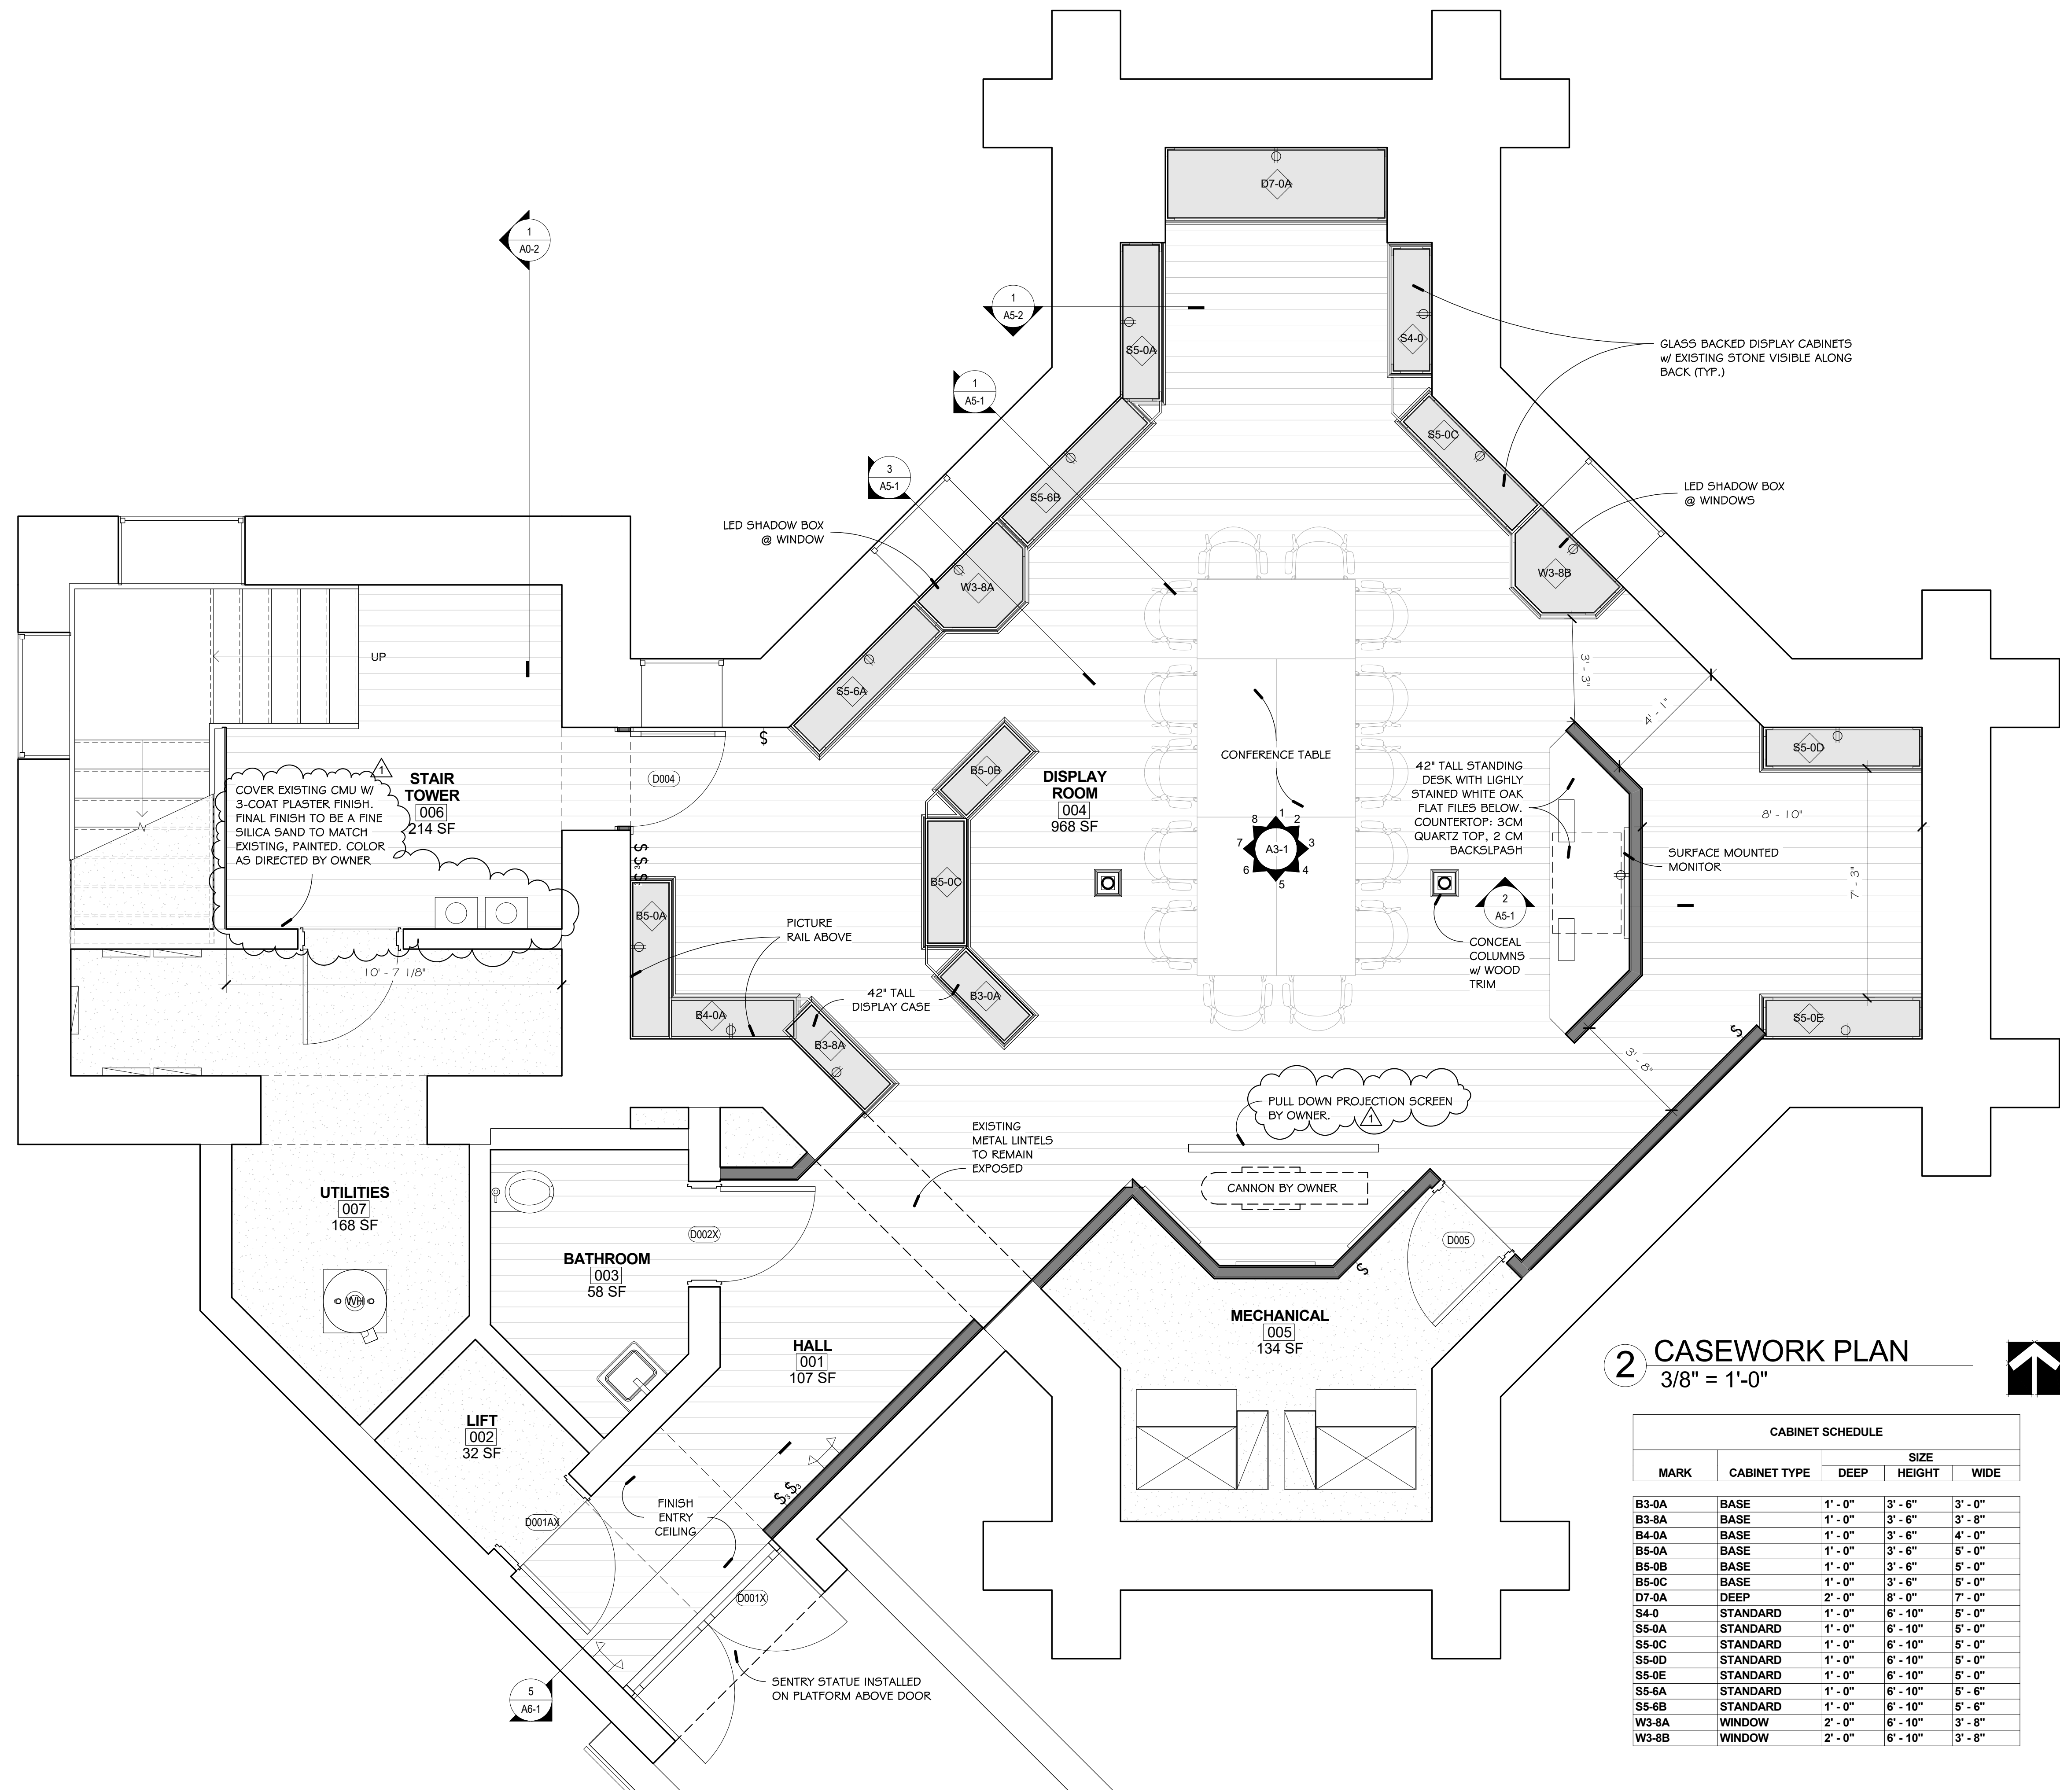 D7-0A
1
A0-2
1
A5-2
S5-0A
S4-0
GLASS BACKED DISPLAY CABINETS
w/ EXISTING STONE VISIBLE ALONG
BACK (TYP.)
1
A5-1
S5-0C
3
A5-1
S5-6B
LED SHADOW BOX
@ WINDOWS
LED SHADOW BOX
@ WINDOW
W3-8A
W3-8B
UP
S5-6A
3' - 3"
4' - 1"
$
S5-0D
D004
B5-0B
CONFERENCE TABLE
1
COVER EXISTING CMU W/
3-COAT PLASTER FINISH.
FINAL FINISH TO BE A FINE
SILICA SAND TO MATCH
EXISTING, PAINTED. COLOR
AS DIRECTED BY OWNER
STAIR
TOWER
006
214 SF
DISPLAY
ROOM
004
968 SF
42" TALL STANDING
DESK WITH LIGHLY
STAINED WHITE OAK
FLAT FILES BELOW.
COUNTERTOP: 3CM
QUARTZ TOP, 2 CM
BACKSLPASH
8' - 10"
1
2
3
4
5
6
7
8
A3-1
SURFACE MOUNTED
MONITOR
7' - 3"
$
$
$3
B5-0A
B5-0C
2
A5-1
PICTURE
RAIL ABOVE
CONCEAL
COLUMNS
w/ WOOD
TRIM
10' - 7 1/8"
42" TALL
DISPLAY CASE
B3-0A
B4-0A
S5-0E
B3-8A
$
3' - 8"
PULL DOWN PROJECTION SCREEN
BY OWNER.
1
EXISTING
METAL LINTELS
TO REMAIN
EXPOSED
CANNON BY OWNER
UTILITIES
007
168 SF
D002X
D005
BATHROOM
003
58 SF
$
WH
MECHANICAL
005
134 SF
HALL
001
107 SF
LIFT
002
32 SF
$3 $3
FINISH
ENTRY
CEILING
D001AX
D001X
SENTRY STATUE INSTALLED
ON PLATFORM ABOVE DOOR
5
A6-1
2
CASEWORK PLAN
3/8" = 1'-0"
CABINET SCHEDULE
SIZE
MARK CABINET TYPE DEEP HEIGHT WIDE
B3-0A BASE 1' - 0" 3' - 6" 3' - 0"
B3-8A BASE 1' - 0" 3' - 6" 3' - 8"
B4-0A BASE 1' - 0" 3' - 6" 4' - 0"
B5-0A BASE 1' - 0" 3' - 6" 5' - 0"
B5-0B BASE 1' - 0" 3' - 6" 5' - 0"
B5-0C BASE 1' - 0" 3' - 6" 5' - 0"
D7-0A DEEP 2' - 0" 8' - 0" 7' - 0"
S4-0 STANDARD 1' - 0" 6' - 10" 5' - 0"
S5-0A STANDARD 1' - 0" 6' - 10" 5' - 0"
S5-0C STANDARD 1' - 0" 6' - 10" 5' - 0"
S5-0D STANDARD 1' - 0" 6' - 10" 5' - 0"
S5-0E STANDARD 1' - 0" 6' - 10" 5' - 0"
S5-6A STANDARD 1' - 0" 6' - 10" 5' - 6"
S5-6B STANDARD 1' - 0" 6' - 10" 5' - 6"
W3-8A WINDOW 2' - 0" 6' - 10" 3' - 8"
W3-8B WINDOW 2' - 0" 6' - 10" 3' - 8"